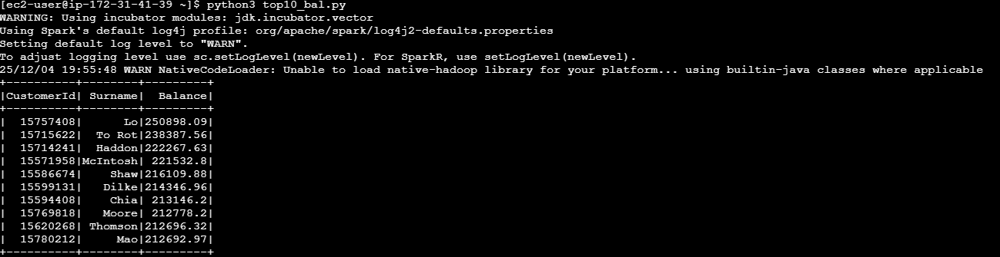 [ec2-user@ip-172-31-41-39 ~]$ python3 top10_bal.py
WARNING: Using incubator modules: jdk.incubator.vector
Using Spark's default log4j profile: org/apache/spark/log4j2-defaults.properties
Setting default log level to "WARN".
To adjust logging level use sc.setLogLevel(newLevel). For SparkR, use setLogLevel(newLevel).
25/12/04 19:55:48 WARN NativeCodeLoader: Unable to load native-hadoop library for your platform... using builtin-java classes where applicable
+----------+--------+---------+
|CustomerId| Surname|  Balance|
+----------+--------+---------+
|  15757408|      Lo|250898.09|
|  15715622|  To Rot|238387.56|
|  15714241|  Haddon|222267.63|
|  15571958|McIntosh| 221532.8|
|  15586674|    Shaw|216109.88|
|  15599131|   Dilke|214346.96|
|  15594408|    Chia| 213146.2|
|  15769818|   Moore| 212778.2|
|  15620268| Thomson|212696.32|
|  15780212|     Mao|212692.97|
+----------+--------+---------+